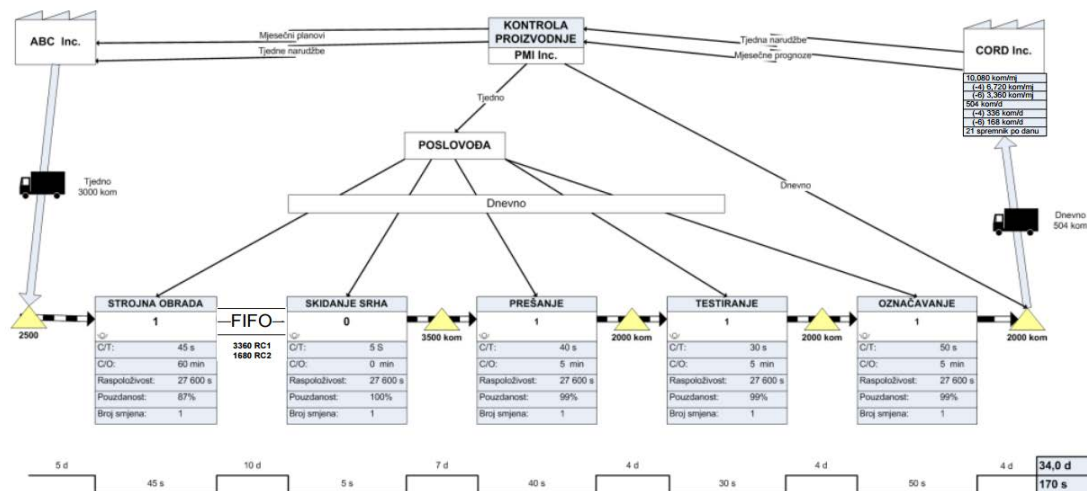 ABC Inc.
Mjesečni planovi
Tjedne narudžbe
KONTROLA
PROIZVODNJE
PMI Inc.
Tjedna narudžbe
Mjesečne prognoze
CORD Inc.
10,080 kom/mj
(-4) 6,720 kom/mj
(-6) 3,360 kom/mj
504 kom/d
(-4) 336 kom/d
(-6) 168 kom/d
21 spremnik po danu
Tjedno
POSLOVOĐA
Tjedno
3000 kom
Dnevno
Dnevno
Dnevno
504 kom
2500
STROJNA OBRADA
1
C/T: 45 s
C/O: 60 min
Raspoloživost: 27 600 s
Pouzdanost: 87%
Broj smjena: 1
FIFO
3360 RC1
1680 RC2
SKIDANJE SRHA
0
C/T: 5 S
C/O: 0 min
Raspoloživost: 27 600 s
Pouzdanost: 100%
Broj smjena: 1
3500 kom
PREŠANJE
1
C/T: 40 s
C/O: 5 min
Raspoloživost: 27 600 s
Pouzdanost: 99%
Broj smjena: 1
2000 kom
TESTIRANJE
1
C/T: 30 s
C/O: 5 min
Raspoloživost: 27 600 s
Pouzdanost: 99%
Broj smjena: 1
2000 kom
OZNAČAVANJE
1
C/T: 50 s
C/O: 5 min
Raspoloživost: 27 600 s
Pouzdanost: 99%
Broj smjena: 1
2000 kom
5 d 10 d 7 d 4 d 4 d 4 d 34,0 d
45 s 5 s 40 s 30 s 50 s 170 s